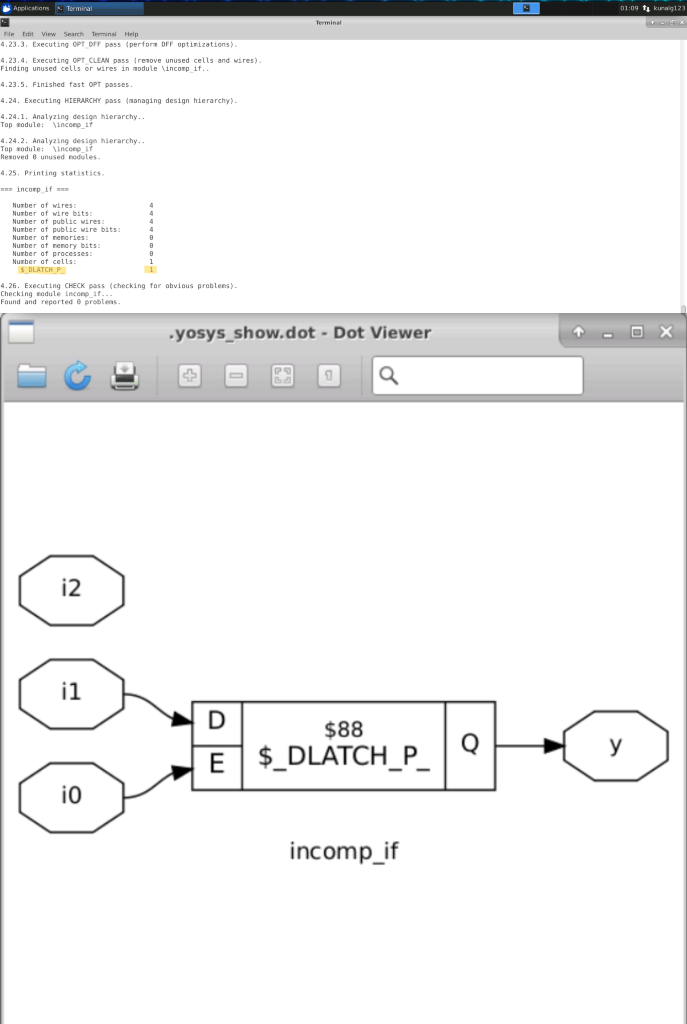 Applications Terminal 01:09 kunalg123
Terminal
File Edit View Search Terminal Help
4.23.3. Executing OPT_DFF pass (perform DFF optimizations).
4.23.4. Executing OPT_CLEAN pass (remove unused cells and wires).
Finding unused cells or wires in module \incomp_if..
4.23.5. Finished fast OPT passes.
4.24. Executing HIERARCHY pass (managing design hierarchy).
4.24.1. Analyzing design hierarchy..
Top module:  \incomp_if
4.24.2. Analyzing design hierarchy..
Top module:  \incomp_if
Removed 0 unused modules.
4.25. Printing statistics.
=== incomp_if ===
Number of wires: 4
Number of wire bits: 4
Number of public wires: 4
Number of public wire bits: 4
Number of memories: 0
Number of memory bits: 0
Number of processes: 0
Number of cells: 1
$_DLATCH_P_ 1
4.26. Executing CHECK pass (checking for obvious problems).
Checking module incomp_if...
Found and reported 0 problems.
.yosys_show.dot - Dot Viewer
i2
i1
i0
D
E
$88
$_DLATCH_P_
Q
y
incomp_if